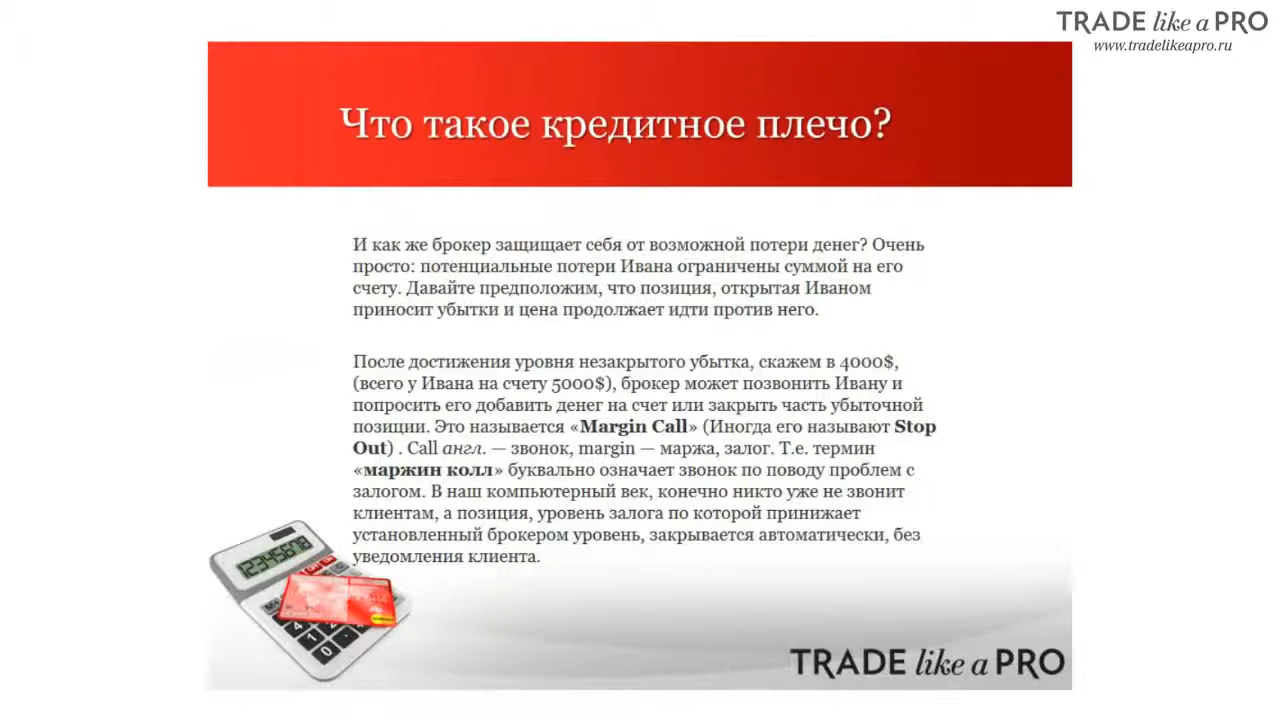 TRADE like a PRO
www.tradelikeapro.ru
Что такое кредитное плечо?
И как же брокер защищает себя от возможной потери денег? Очень
просто: потенциальные потери Ивана ограничены суммой на его
счету. Давайте предположим, что позиция, открытая Иваном
приносит убытки и цена продолжает идти против него.
После достижения уровня незакрытого убытка, скажем в 4000$,
(всего у Ивана на счету 5000$), брокер может позвонить Ивану и
попросить его добавить денег на счет или закрыть часть убыточной
позиции. Это называется «Margin Call» (Иногда его называют Stop
Out) . Call англ. — звонок, margin — маржа, залог. Т.е. термин
«маржин колл» буквально означает звонок по поводу проблем с
залогом. В наш компьютерный век, конечно никто уже не звонит
клиентам, а позиция, уровень залога по которой принижает
установленный брокером уровень, закрывается автоматически, без
уведомления клиента.
12345678
4 1 0
TRADE like a PRO